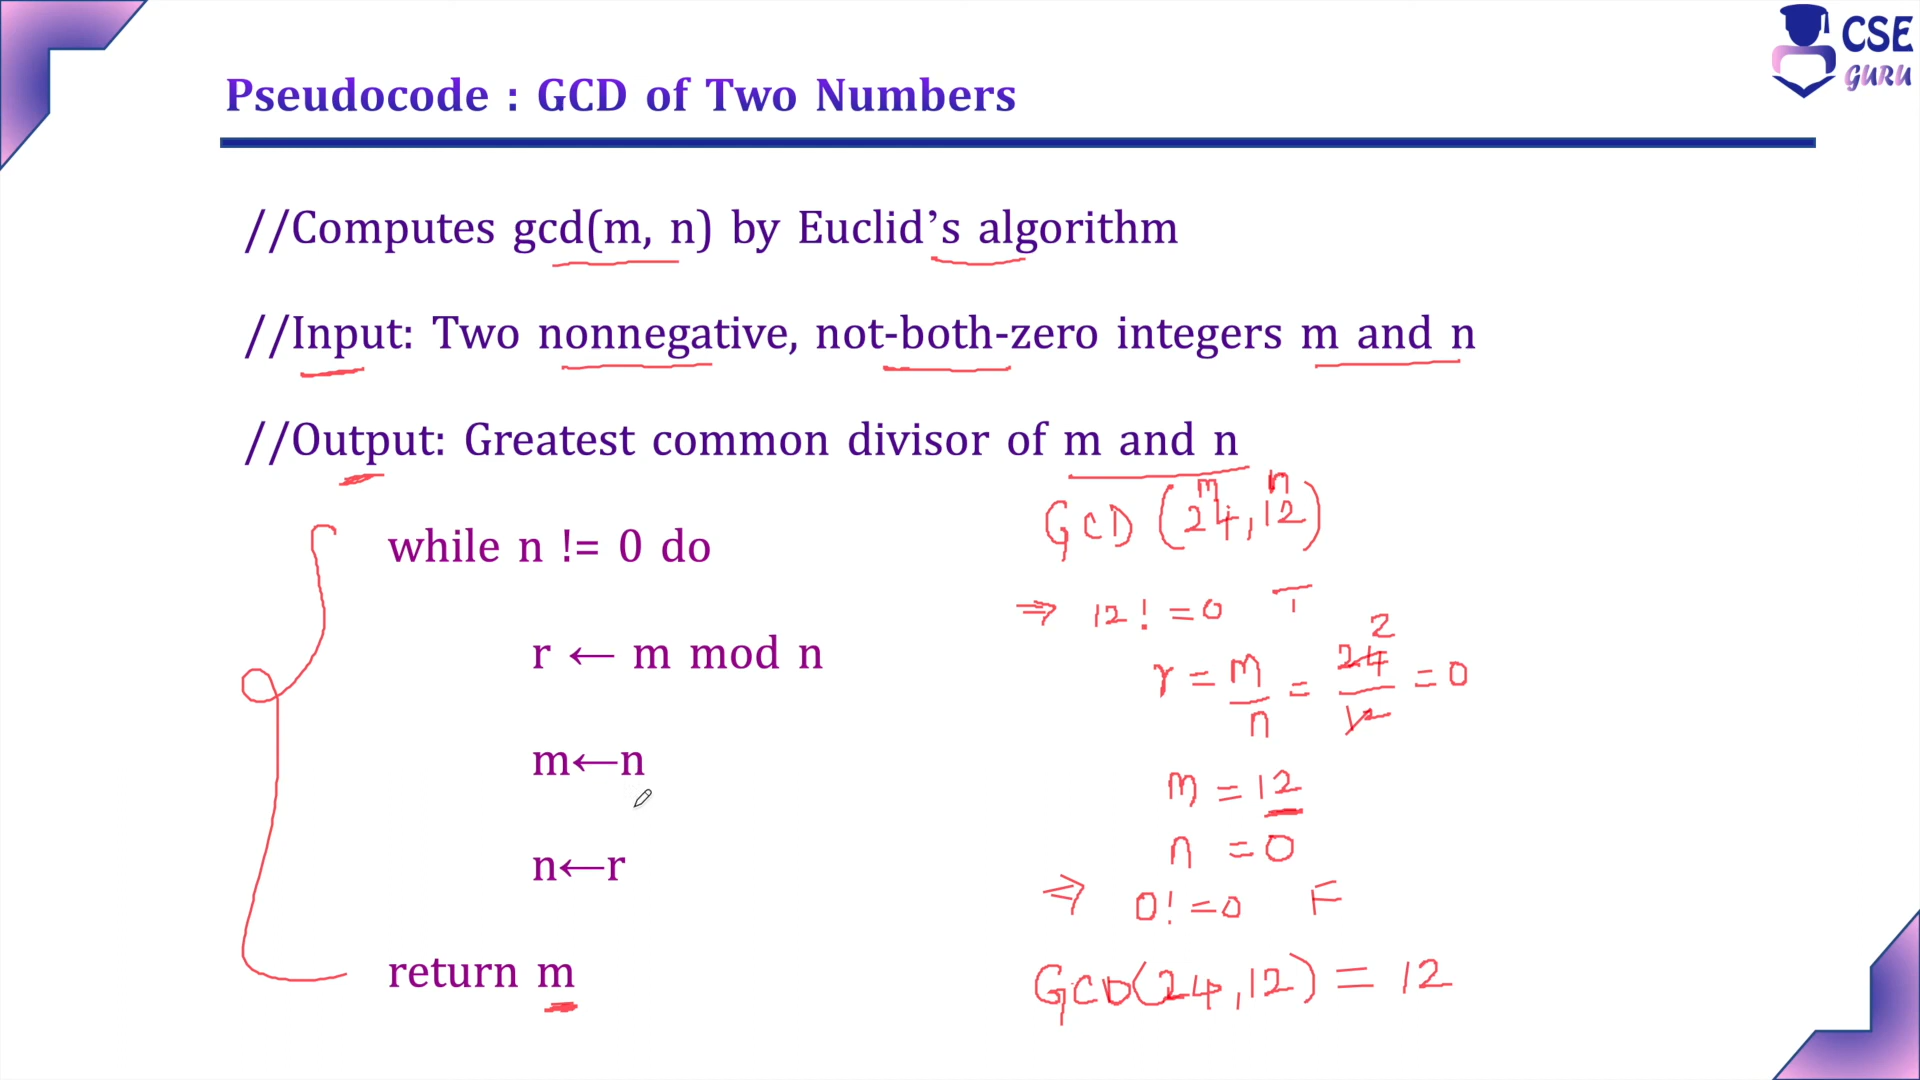 CSE
GURU
Pseudocode : GCD of Two Numbers
//Computes gcd(m, n) by Euclid’s algorithm
//Input: Two nonnegative, not-both-zero integers m and n
//Output: Greatest common divisor of m and n
while n != 0 do
r ← m mod n
m←n
n←r
return m
m n
GCD (24,12)
⇒ 12 != 0 T
2
r = m/n = 24/12 = 0
m = 12
n = 0
⇒ 0! = 0 F
GCD(24,12) = 12